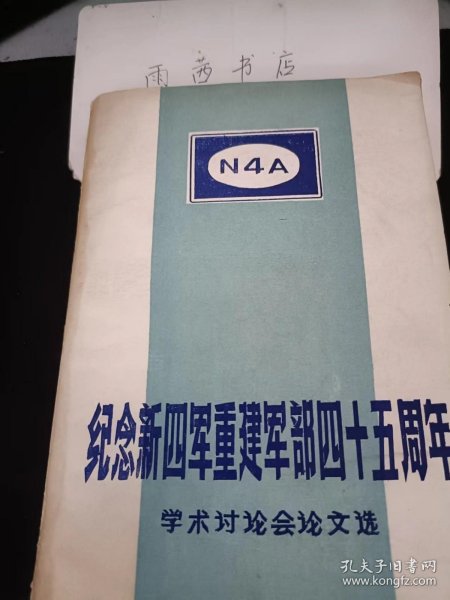 雨茜书店
N4A
纪念新四军重建军部四十五周年
学术讨论会论文选
孔夫子旧书网
www.kongfz.com